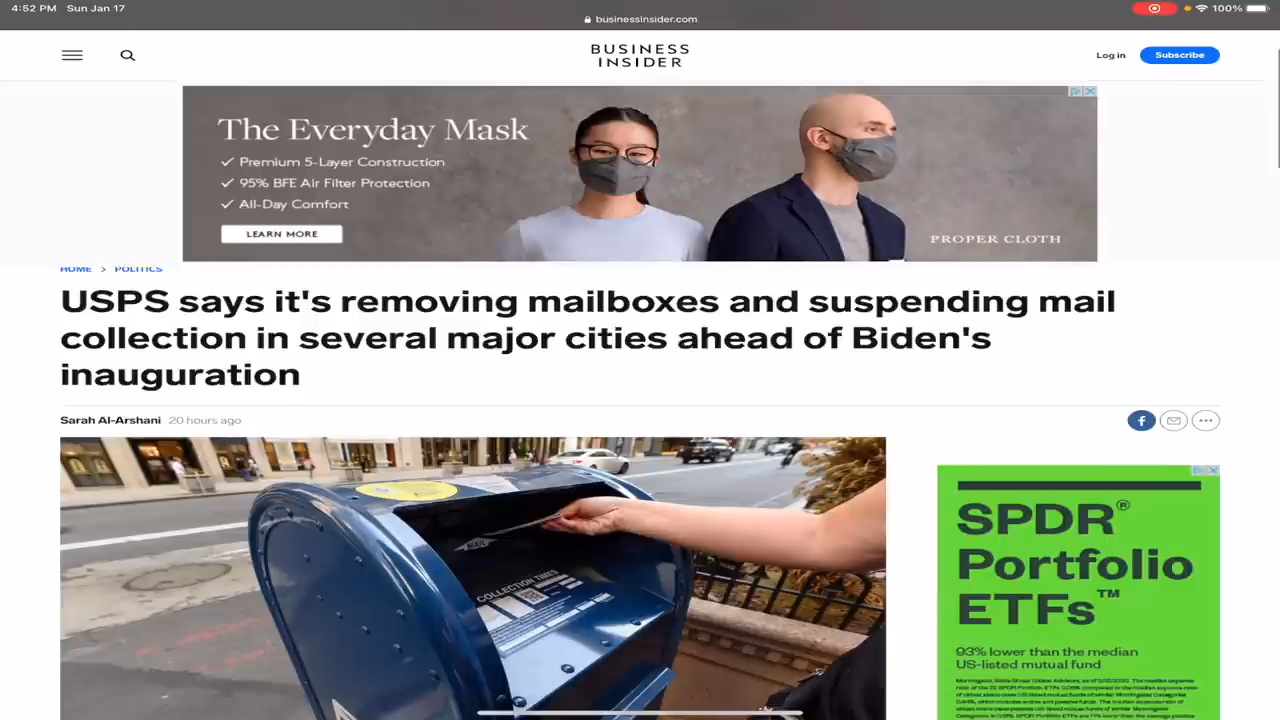 4:52 PM Sun Jan 17
100%
businessinsider.com
BUSINESS
INSIDER
Log in
Subscribe
The Everyday Mask
✓ Premium 5-Layer Construction
✓ 95% BFE Air Filter Protection
✓ All-Day Comfort
LEARN MORE
PROPER CLOTH
HOME > POLITICS
USPS says it's removing mailboxes and suspending mail
collection in several major cities ahead of Biden's
inauguration
Sarah Al-Arshani 20 hours ago
MAIL
COLLECTION TIMES
SPDR®
Portfolio
ETFs™
93% lower than the median
US-listed mutual fund